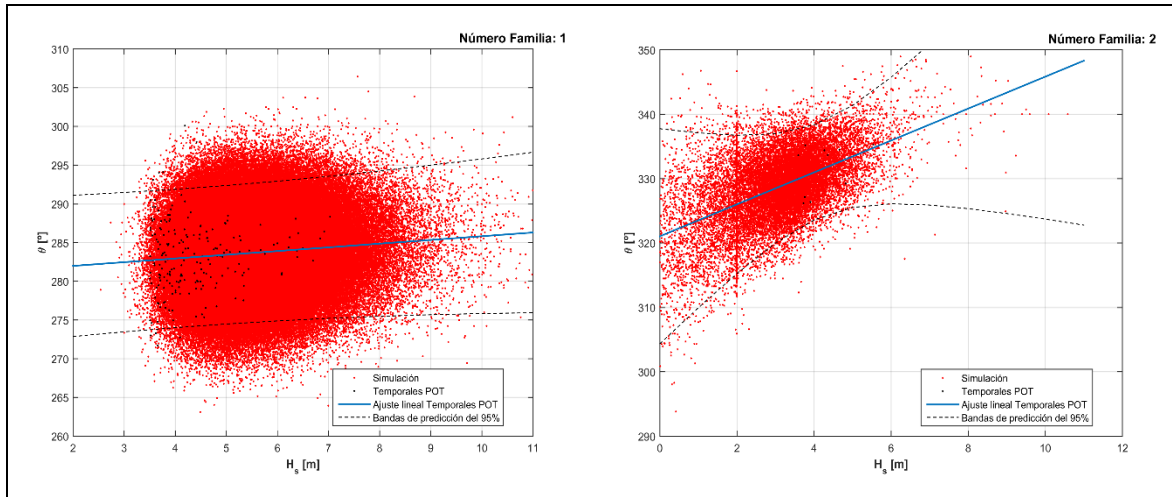 Número Familia: 1
310
305
300
295
290
285
280
275
270
265
260
θ [º]
2 3 4 5 6 7 8 9 10 11
H_s [m]
Simulación
Temporales POT
Ajuste lineal Temporales POT
Bandas de predicción del 95%
Número Familia: 2
350
340
330
320
310
300
290
θ [º]
0 2 4 6 8 10 12
H_s [m]
Simulación
Temporales POT
Ajuste lineal Temporales POT
Bandas de predicción del 95%